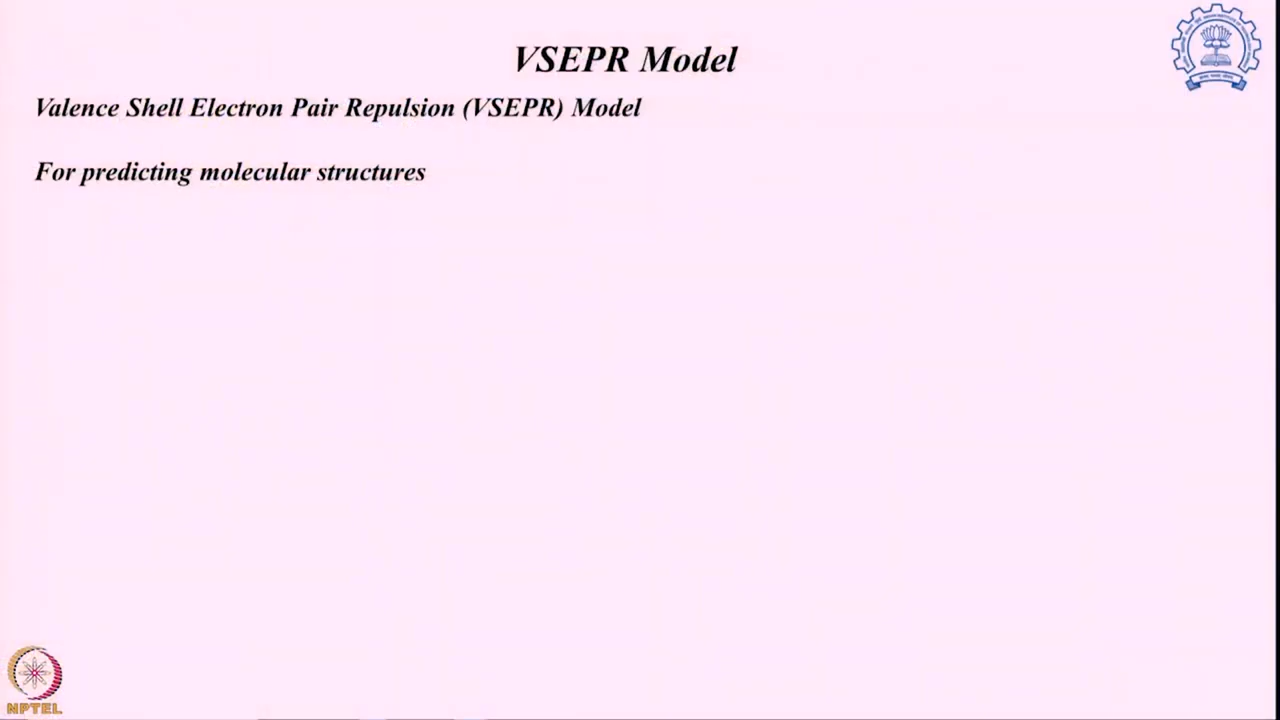 VSEPR Model
Valence Shell Electron Pair Repulsion (VSEPR) Model
For predicting molecular structures
NPTEL